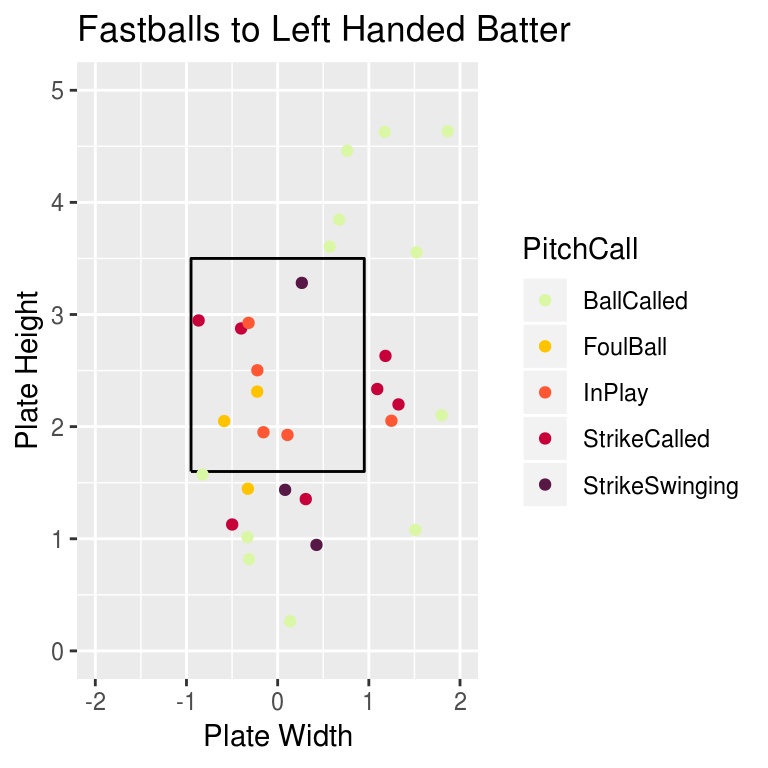 Fastballs to Left Handed Batter
5
4
3
2
1
0
Plate Height
-2 -1 0 1 2
Plate Width
PitchCall
BallCalled
FoulBall
InPlay
StrikeCalled
StrikeSwinging